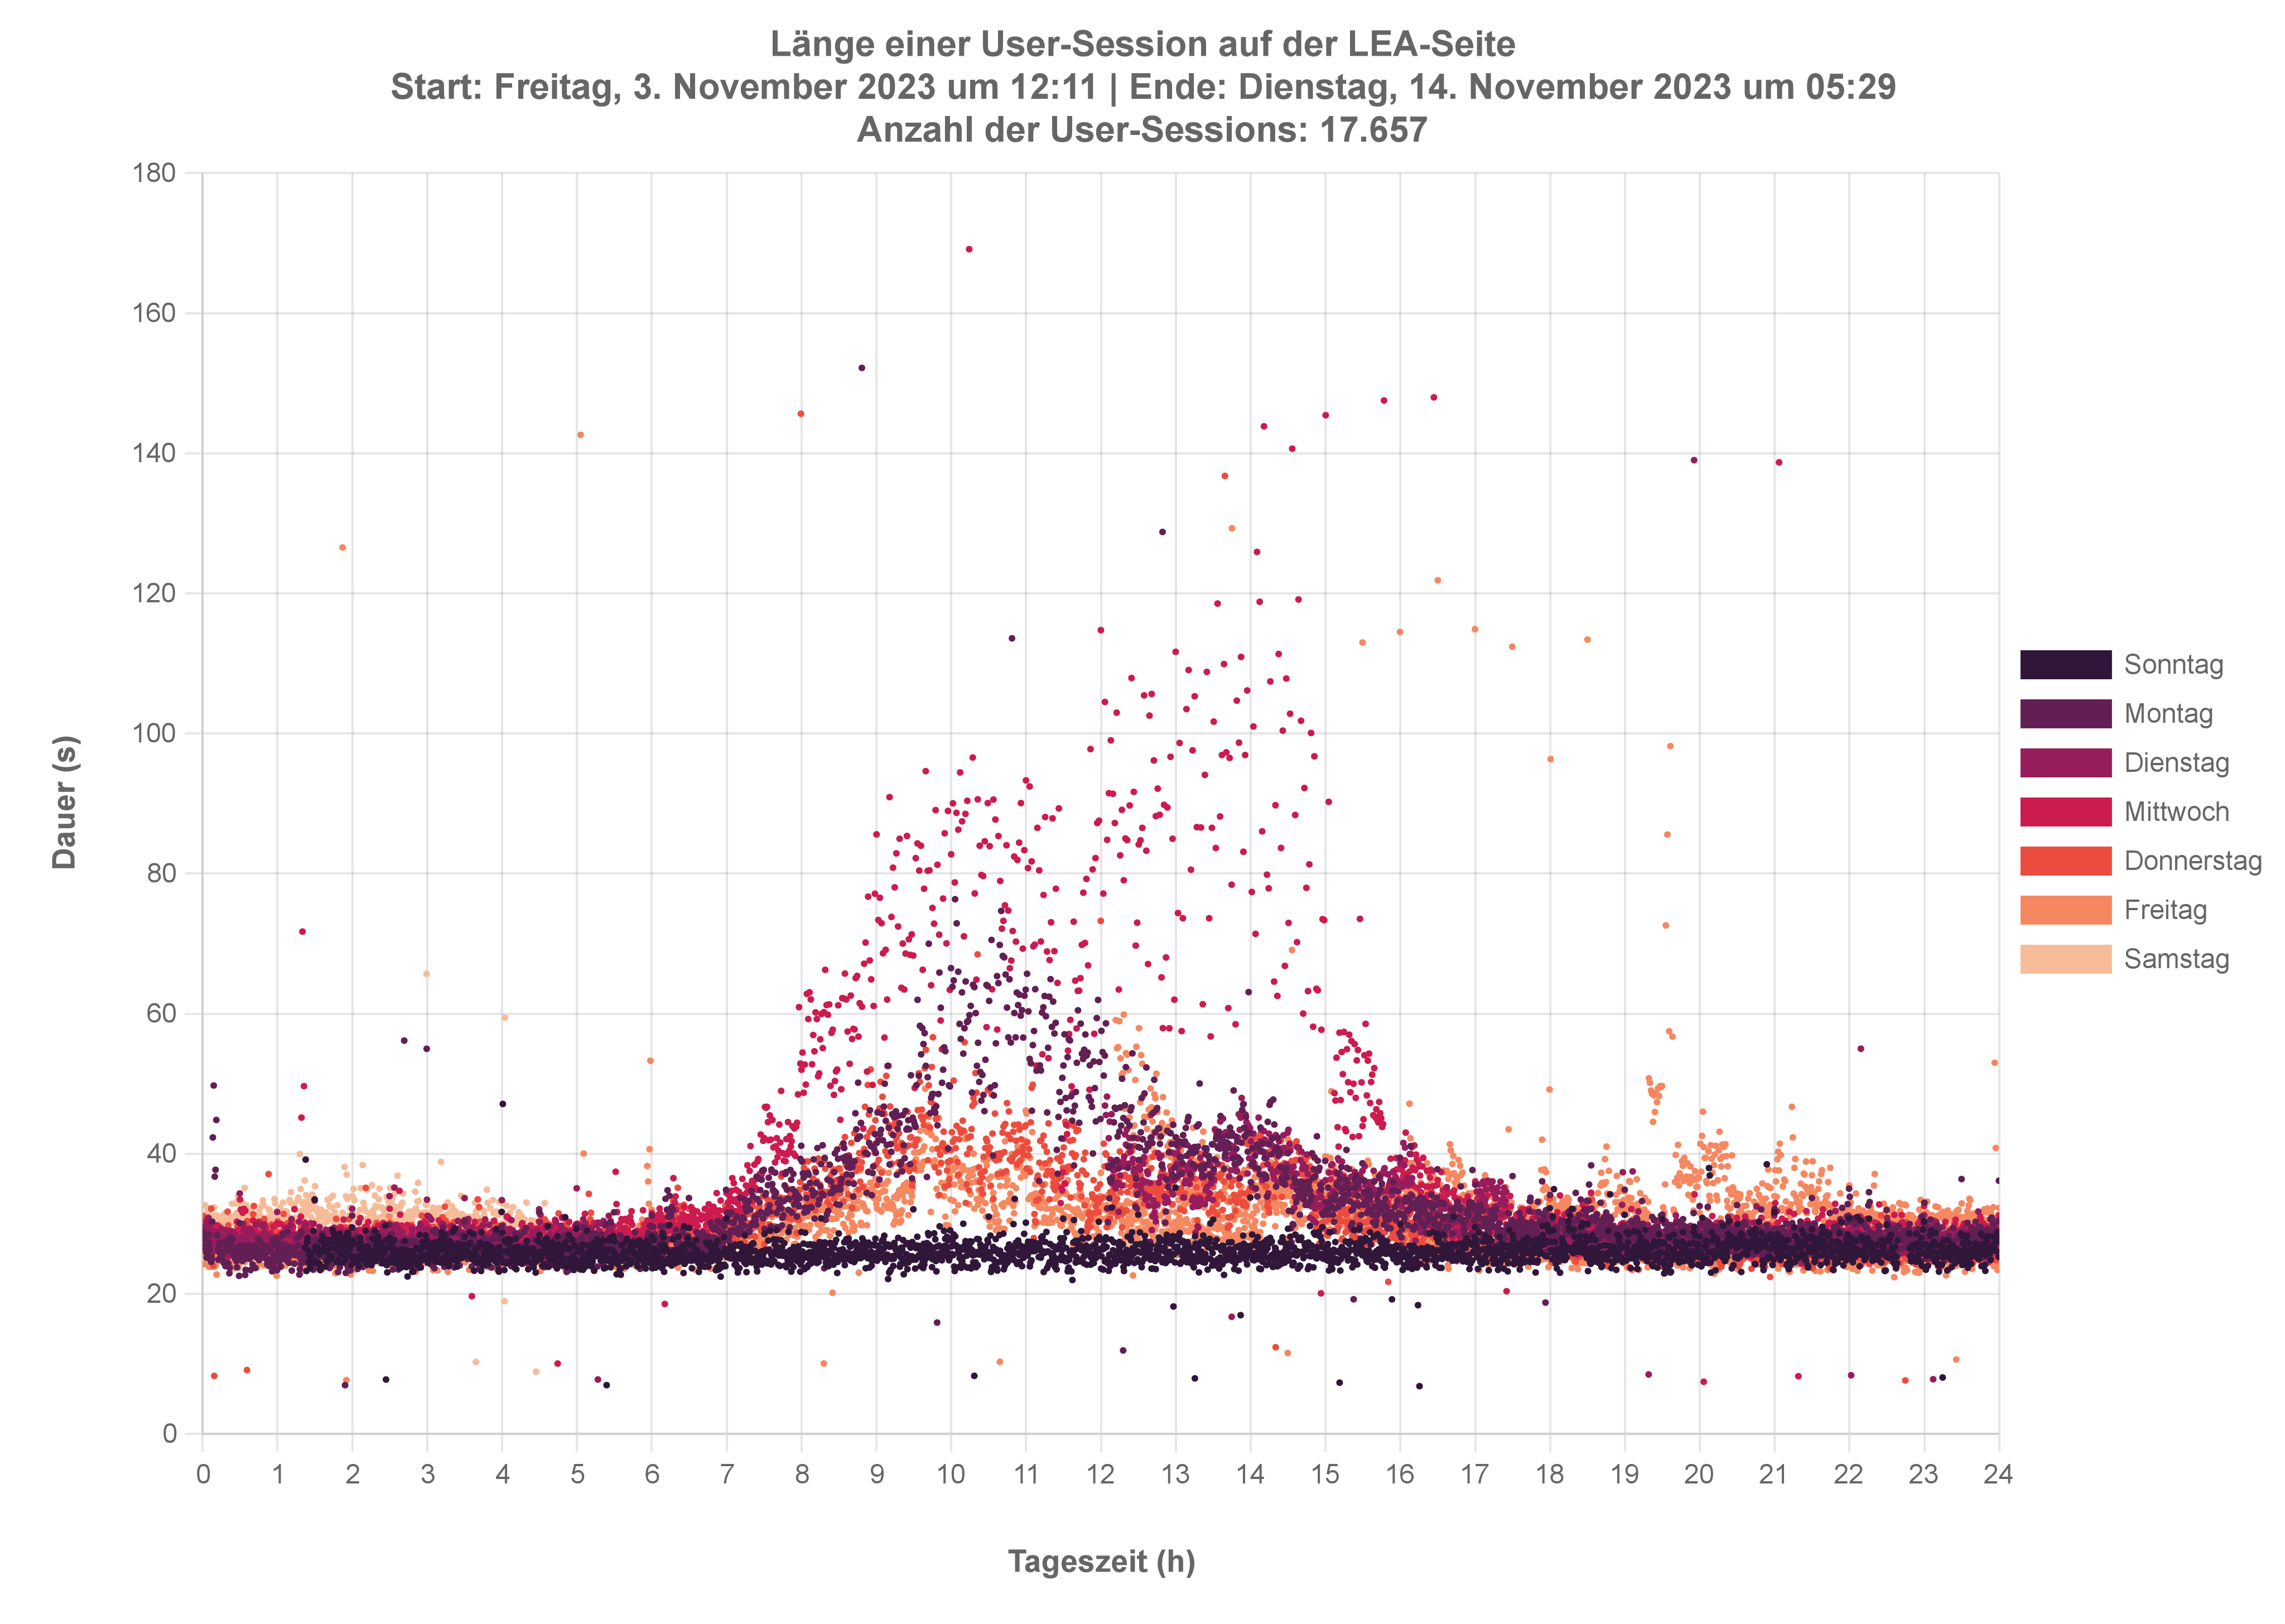 Länge einer User-Session auf der LEA-Seite
Start: Freitag, 3. November 2023 um 12:11 | Ende: Dienstag, 14. November 2023 um 05:29
Anzahl der User-Sessions: 17.657
180
160
140
120
100
80
60
40
20
0
Dauer (s)
0 1 2 3 4 5 6 7 8 9 10 11 12 13 14 15 16 17 18 19 20 21 22 23 24
Tageszeit (h)
Sonntag
Montag
Dienstag
Mittwoch
Donnerstag
Freitag
Samstag